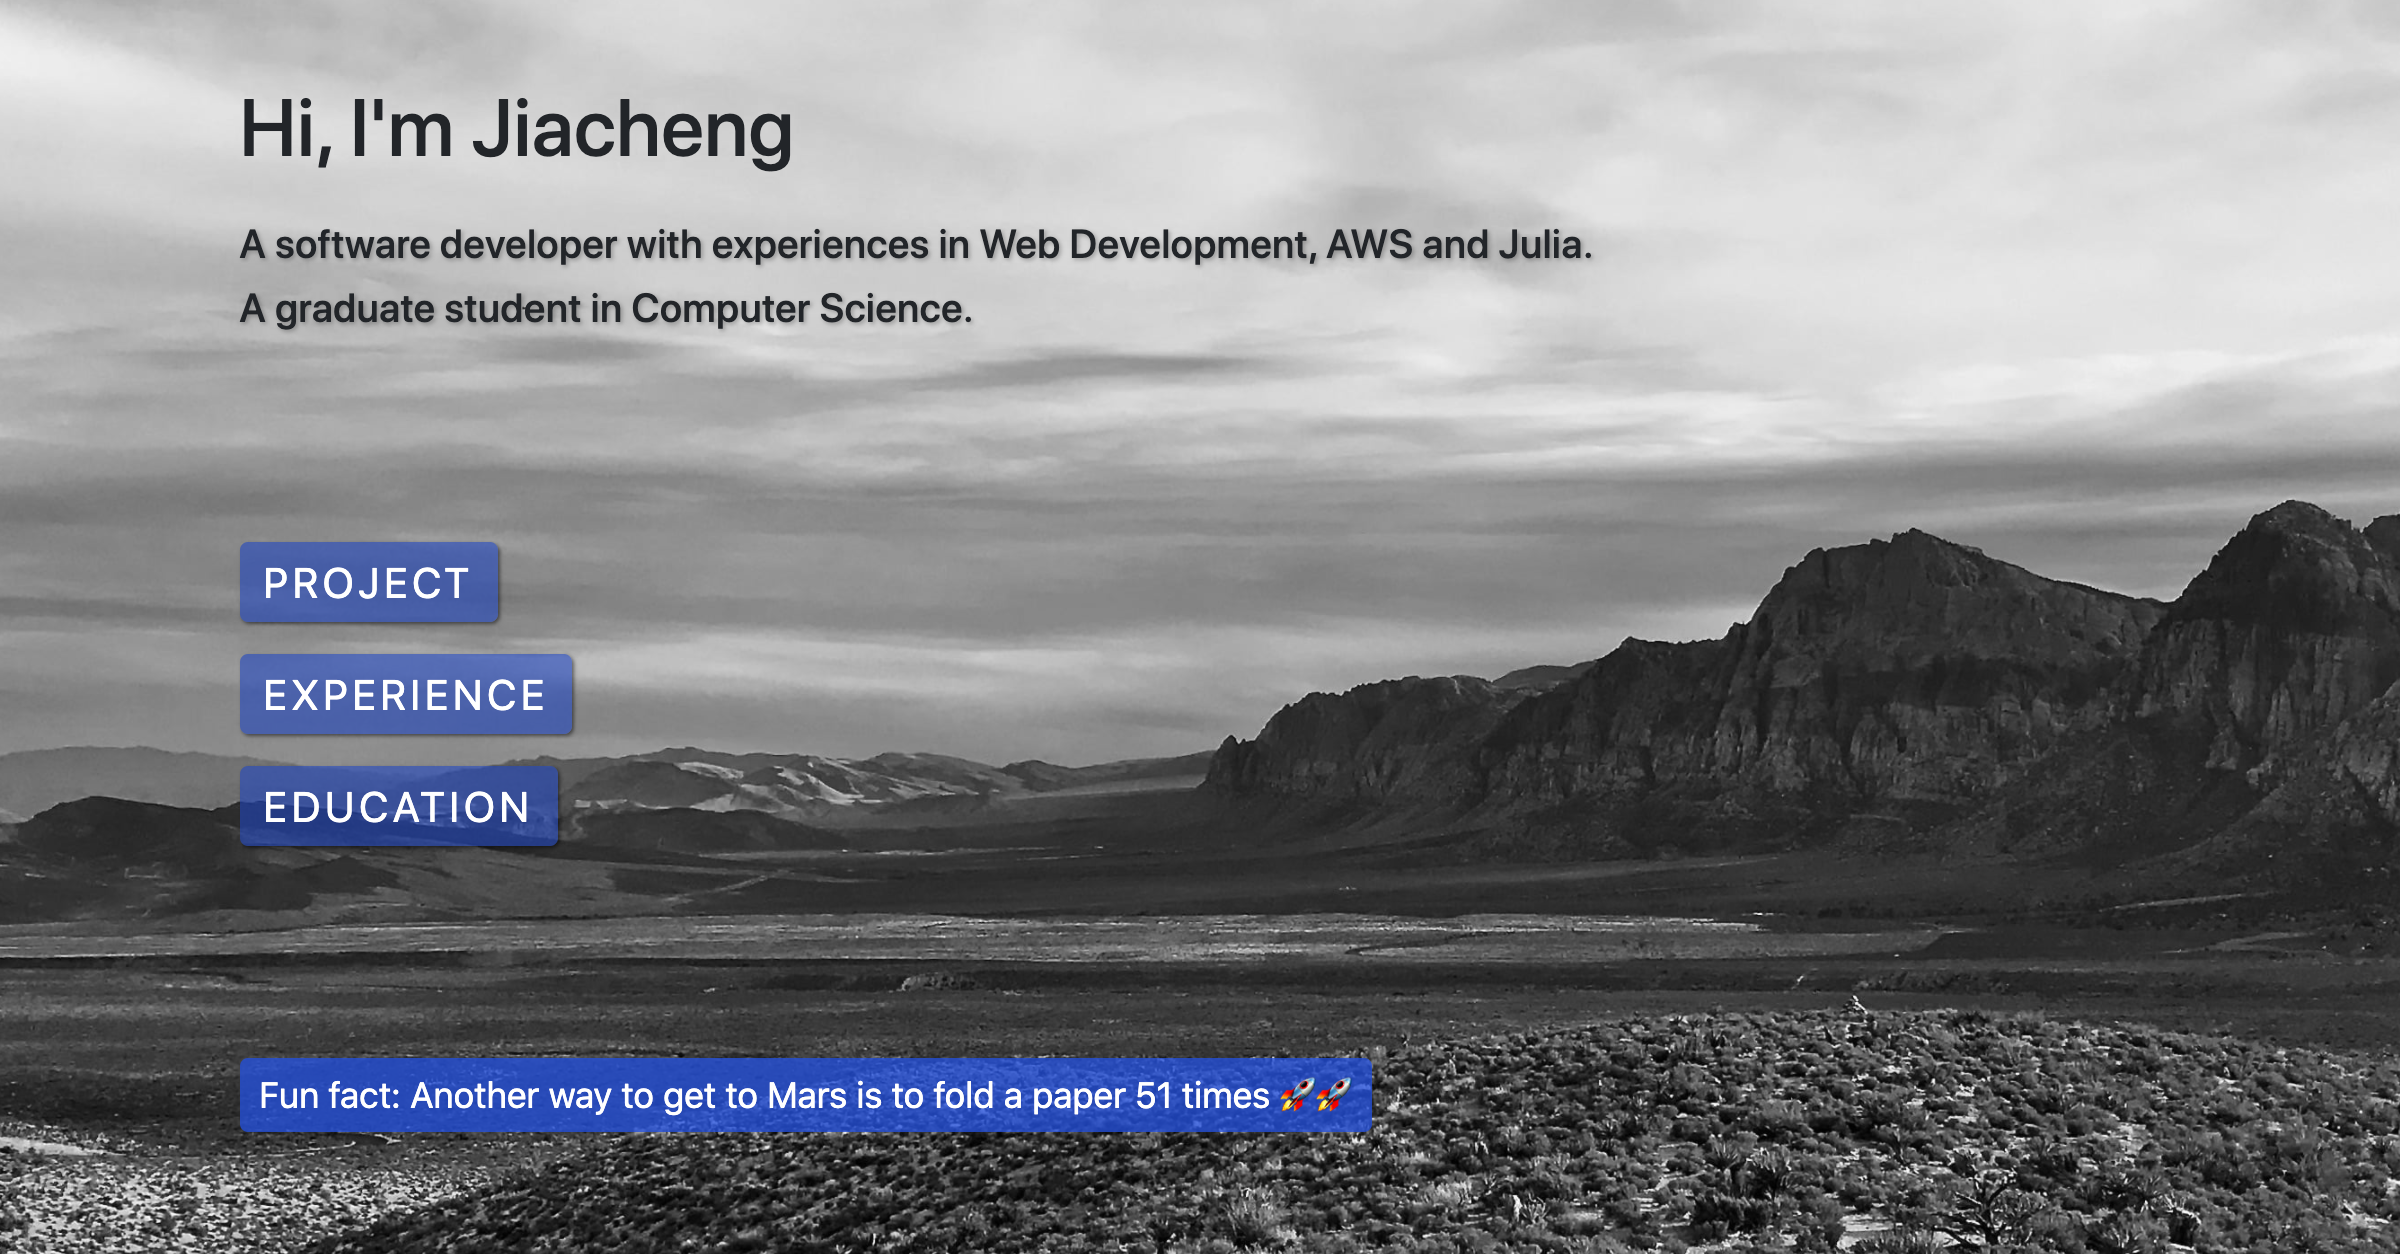 Hi, I'm Jiacheng
A software developer with experiences in Web Development, AWS and Julia.
A graduate student in Computer Science.
PROJECT
EXPERIENCE
EDUCATION
Fun fact: Another way to get to Mars is to fold a paper 51 times 🚀🚀